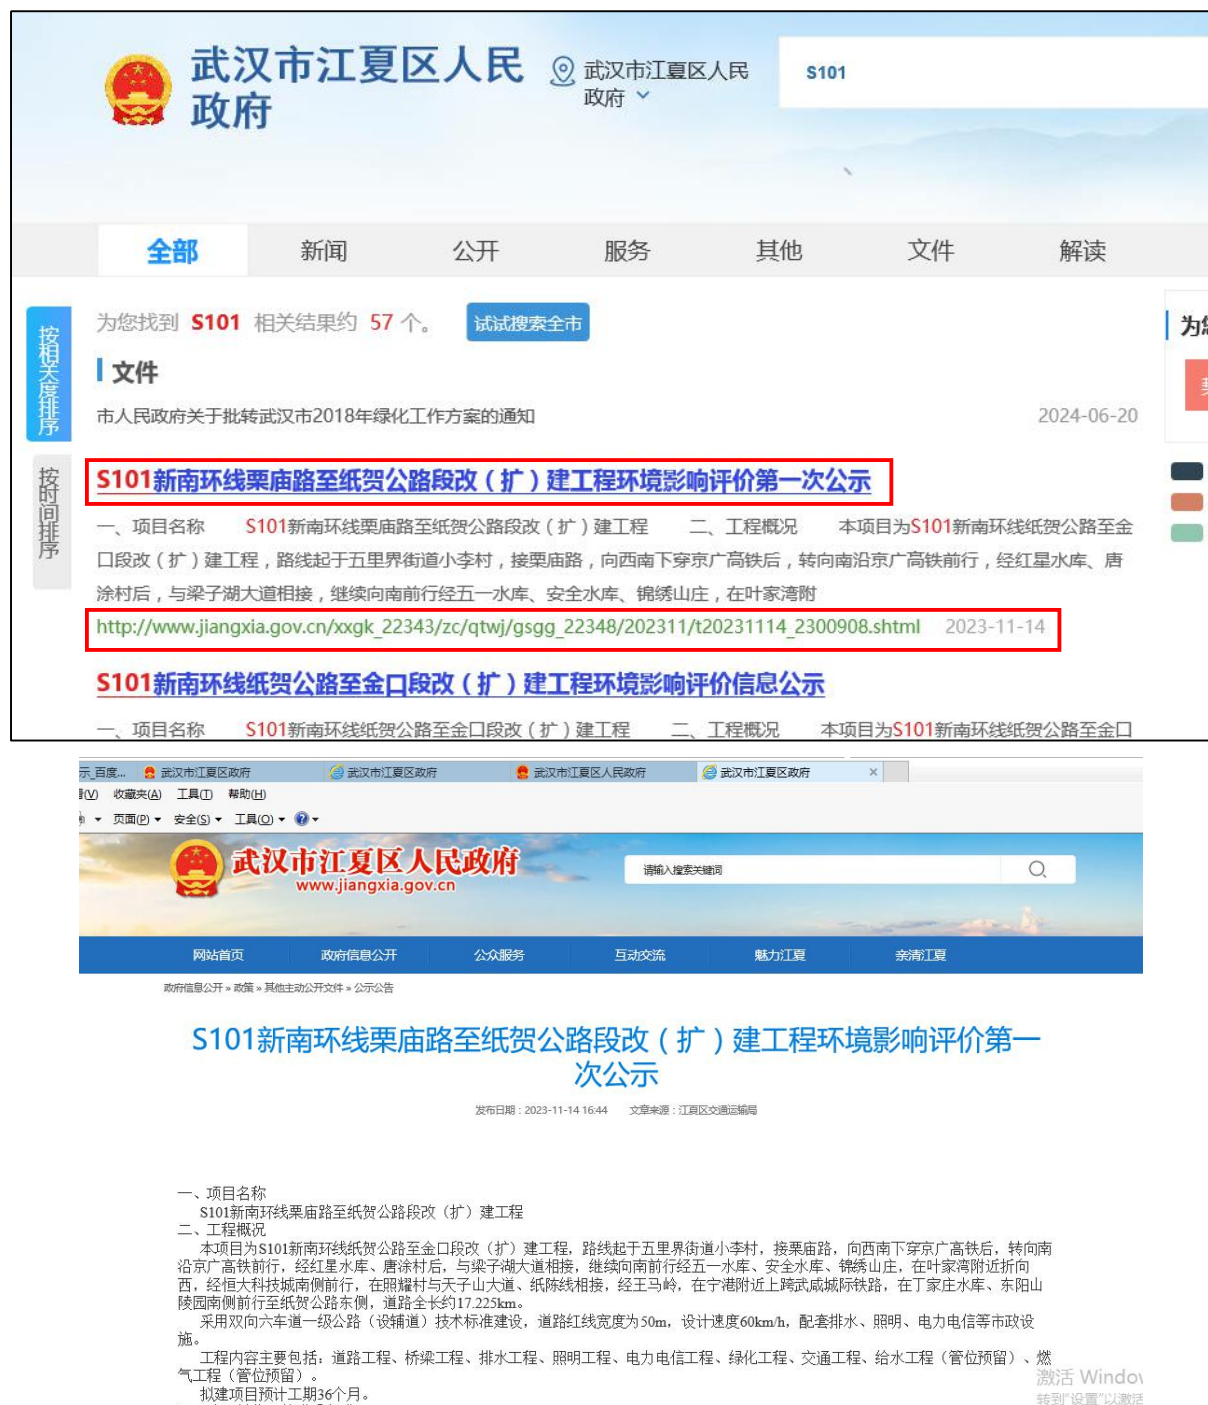 武汉市江夏区人民
政府
武汉市江夏区人民
政府
S101
全部 新闻 公开 服务 其他 文件 解读
按相关度排序
按时间排序
为您找到 S101 相关结果约 57 个。 试试搜索全市
为您
文件
市人民政府关于批转武汉市2018年绿化工作方案的通知 2024-06-20
S101新南环线栗庙路至纸贺公路段改（扩）建工程环境影响评价第一次公示
一、项目名称 S101新南环线栗庙路至纸贺公路段改（扩）建工程 二、工程概况 本项目为S101新南环线纸贺公路至金
口段改（扩）建工程，路线起于五里界街道小李村，接栗庙路，向西南下穿京广高铁后，转向南沿京广高铁前行，经红星水库、唐
涂村后，与梁子湖大道相接，继续向南前行经五一水库、安全水库、锦绣山庄，在叶家湾附
http://www.jiangxia.gov.cn/xxgk_22343/zc/qtwj/gsgg_22348/202311/t20231114_2300908.shtml 2023-11-14
S101新南环线纸贺公路至金口段改（扩）建工程环境影响评价信息公示
一、项目名称 S101新南环线纸贺公路至金口段改（扩）建工程 二、工程概况 本项目为S101新南环线纸贺公路至金口
示_百度... 武汉市江夏区政府 武汉市江夏区政府 武汉市江夏区人民政府 武汉市江夏区政府 ×
(V) 收藏夹(A) 工具(T) 帮助(H)
页面(P) 安全(S) 工具(O)
武汉市江夏区人民政府
www.jiangxia.gov.cn
请输入搜索关键词
网站首页 政府信息公开 公众服务 互动交流 魅力江夏 亲清江夏
政府信息公开 » 政策 » 其他主动公开文件 » 公示公告
S101新南环线栗庙路至纸贺公路段改（扩）建工程环境影响评价第一
次公示
发布日期：2023-11-14 16:44 文章来源：江夏区交通运输局
一、项目名称
S101新南环线栗庙路至纸贺公路段改（扩）建工程
二、工程概况
本项目为S101新南环线纸贺公路至金口段改（扩）建工程，路线起于五里界街道小李村，接栗庙路，向西南下穿京广高铁后，转向南
沿京广高铁前行，经红星水库、唐涂村后，与梁子湖大道相接，继续向南前行经五一水库、安全水库、锦绣山庄，在叶家湾附近折向
西，经恒大科技城南侧前行，在照耀村与天子山大道、纸陈线相接，经王马岭，在宁港附近上跨武咸城际铁路，在丁家庄水库、东阳山
陵园南侧前行至纸贺公路东侧，道路全长约17.225km。
采用双向六车道一级公路（设辅道）技术标准建设，道路红线宽度为50m，设计速度60km/h，配套排水、照明、电力电信等市政设
施。
工程内容主要包括：道路工程、桥梁工程、排水工程、照明工程、电力电信工程、绿化工程、交通工程、给水工程（管位预留）、燃
气工程（管位预留）。
拟建项目预计工期36个月。
激活 Window
转到"设置"以激活